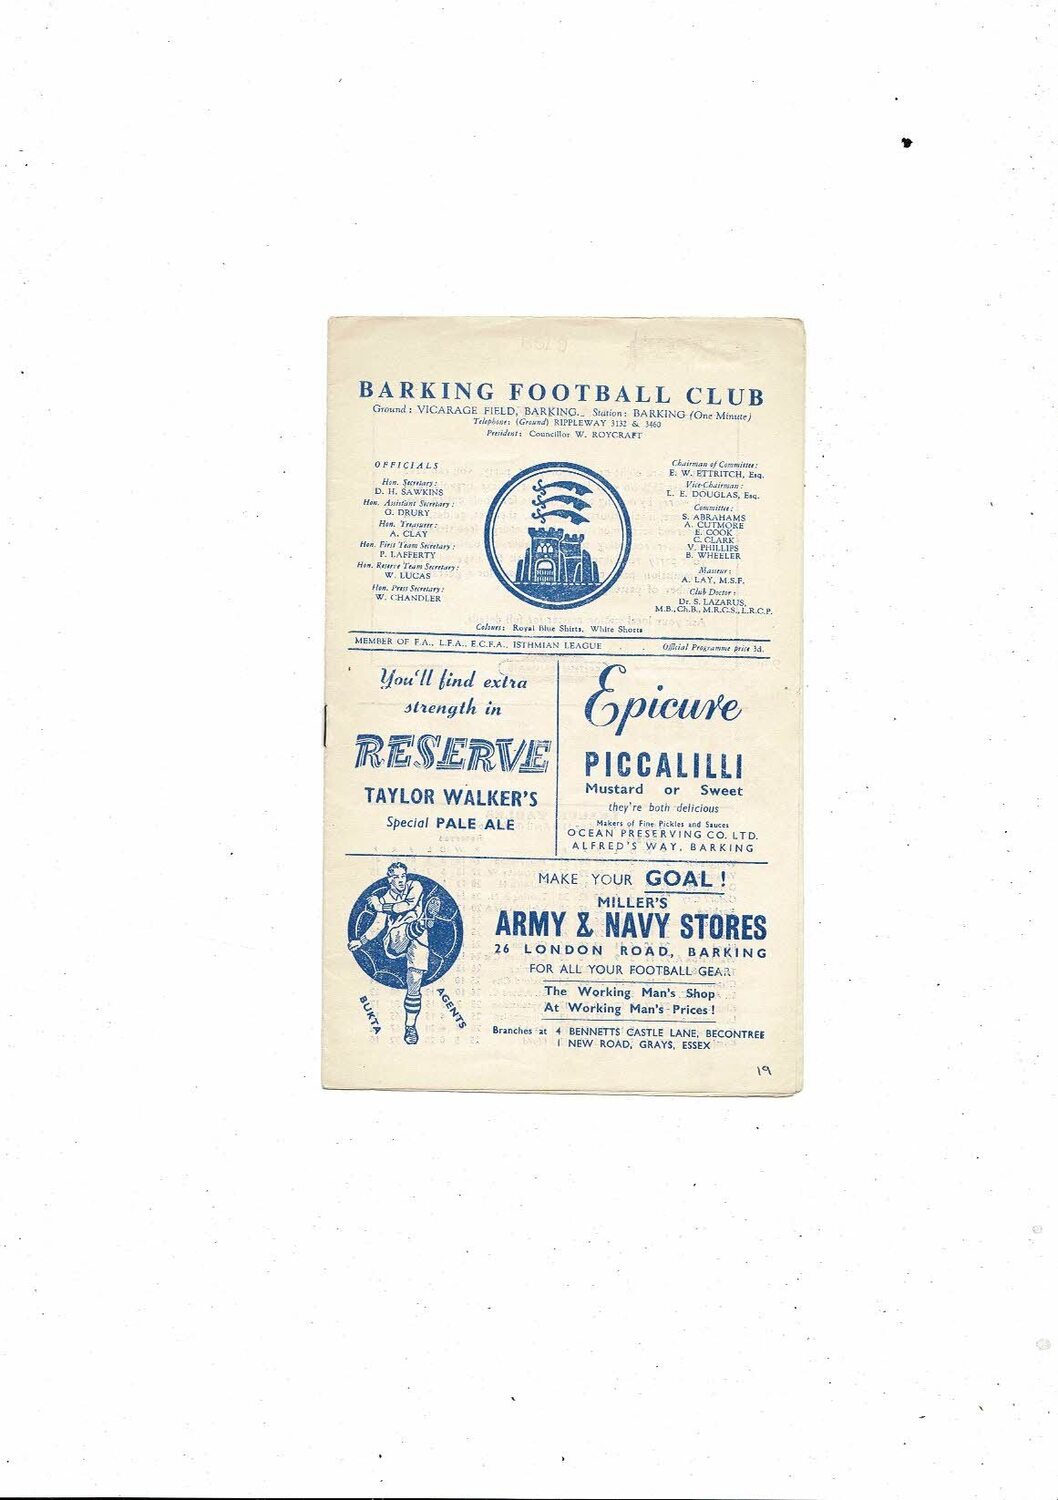 BARKING FOOTBALL CLUB
Ground: VICARAGE FIELD, BARKING. Station: BARKING (One Minute)
Telephone: (Ground) RIPPLEWAY 3132 & 3460
President: Councillor W. ROYCRAFT
OFFICIALS
Hon. Secretary:
D. H. SAWKINS
Hon. Assistant Secretary:
G. DRURY
Hon. Treasurer:
A. CLAY
Hon. First Team Secretary:
P. LAFFERTY
Hon. Reserve Team Secretary:
W. LUCAS
Hon. Press Secretary:
W. CHANDLER
Chairman of Committee:
E. W. ETTRITCH, Esq.
Vice-Chairman:
L. E. DOUGLAS, Esq.
Committee:
S. ABRAHAMS
A. CUTMORE
E. COOK
C. CLARK
V. PHILLIPS
B. WHEELER
Masseur:
A. LAY, M.S.F.
Club Doctor:
Dr. S. LAZARUS,
M.B., Ch.B., M.R.C.S., L.R.C.P.
Colours: Royal Blue Shirts, White Shorts
MEMBER OF F.A., L.F.A., E.C.F.A., ISTHMIAN LEAGUE Official Programme price 3d.
You'll find extra
strength in
RESERVE
TAYLOR WALKER'S
Special PALE ALE
Epicure
PICCALILLI
Mustard or Sweet
they're both delicious
Makers of Fine Pickles and Sauces
OCEAN PRESERVING CO. LTD.
ALFRED'S WAY, BARKING
BUKTA AGENTS
MAKE YOUR GOAL!
MILLER'S
ARMY & NAVY STORES
26 LONDON ROAD, BARKING
FOR ALL YOUR FOOTBALL GEAR
The Working Man's Shop
At Working Man's Prices!
Branches at 4 BENNETTS CASTLE LANE, BECONTREE
1 NEW ROAD, GRAYS, ESSEX
19